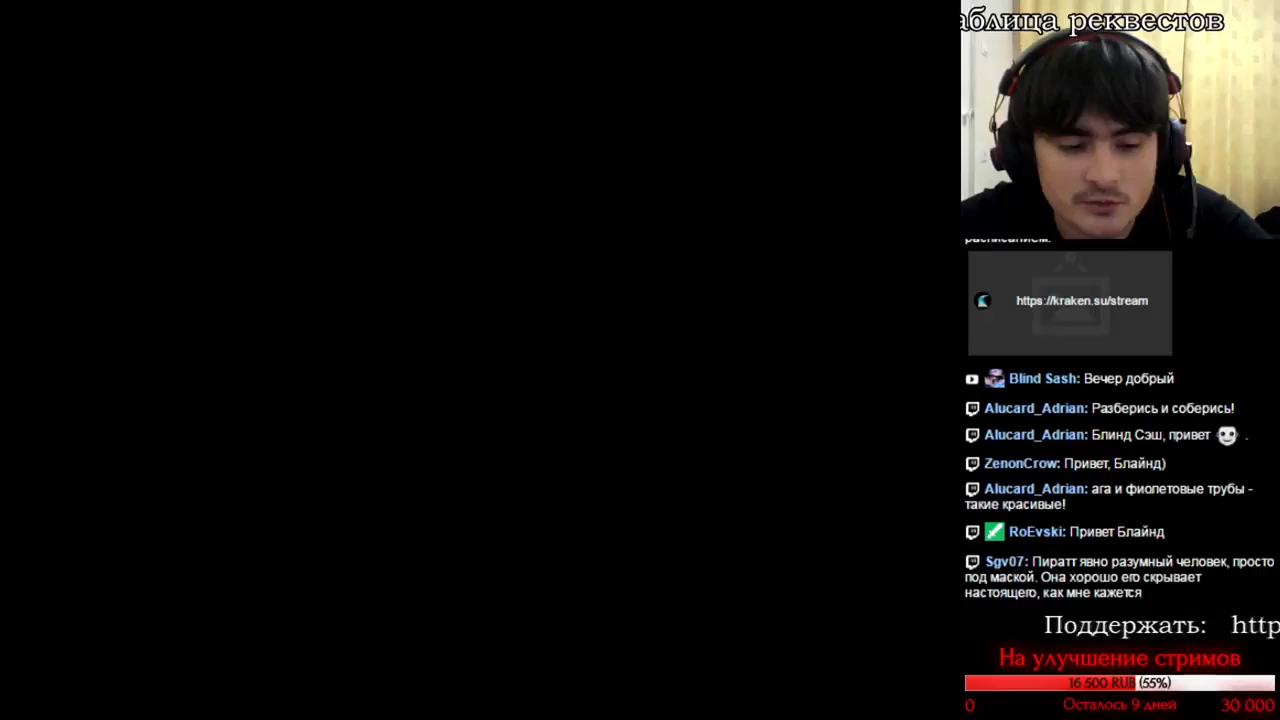 аблица реквестов
расписанием.
https://kraken.su/stream
Blind Sash: Вечер добрый
Alucard_Adrian: Разберись и соберись!
Alucard_Adrian: Блинд Сэш, привет .
ZenonCrow: Привет, Блайнд)
Alucard_Adrian: ага и фиолетовые трубы -
такие красивые!
RoEvski: Привет Блайнд
Sgv07: Пиратт явно разумный человек, просто
под маской. Она хорошо его скрывает
настоящего, как мне кажется
Поддержать: http
На улучшение стримов
16 500 RUB (55%)
0 Осталось 9 дней 30 000